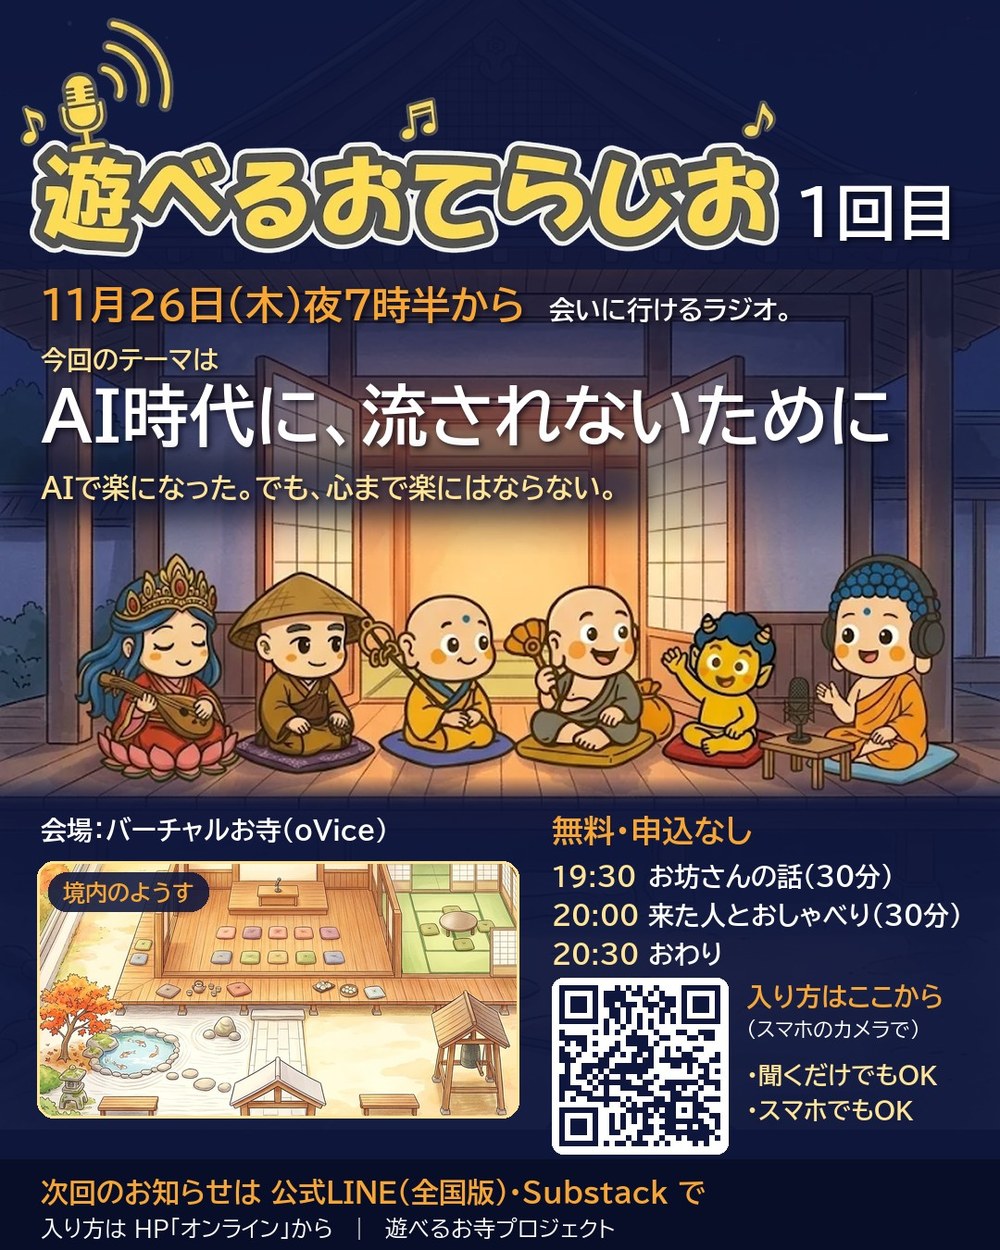 遊べるおてらじお 1回目
11月26日(木)夜7時半から 会いに行けるラジオ。
今回のテーマは
AI時代に、流されないために
AIで楽になった。でも、心まで楽にはならない。
会場:バーチャルお寺(oVice)
境内のようす
無料・申込なし
19:30 お坊さんの話(30分)
20:00 来た人とおしゃべり(30分)
20:30 おわり
入り方はここから
(スマホのカメラで)
・聞くだけでもOK
・スマホでもOK
次回のお知らせは 公式LINE(全国版)・Substack で
入り方は HP「オンライン」から | 遊べるお寺プロジェクト